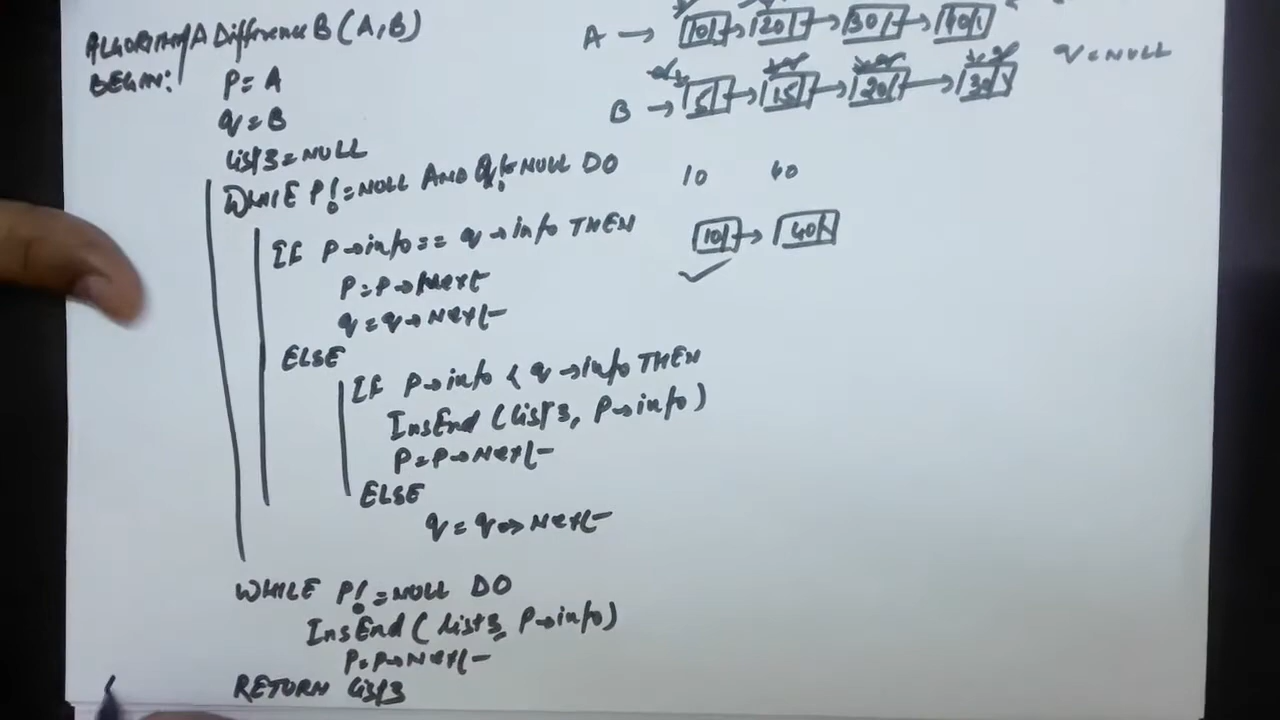 ALGORITHM A Difference B (A,B)
BEGIN:
P = A
q = B
list3 = NULL
WHILE P! = NULL AND q! = NULL DO
IF P→info == q→info THEN
P = P→Next
q = q→Next
ELSE
IF P→info < q→info THEN
InsEnd (list3, P→info)
P = P→Next
ELSE
q = q→Next
WHILE P! = NULL DO
InsEnd (list3, P→info)
P = P→Next
RETURN list3
A → 10 → 20 → 30 → 40
B → 5 → 15 → 20 → 30
q = NULL
10 40
10 → 40